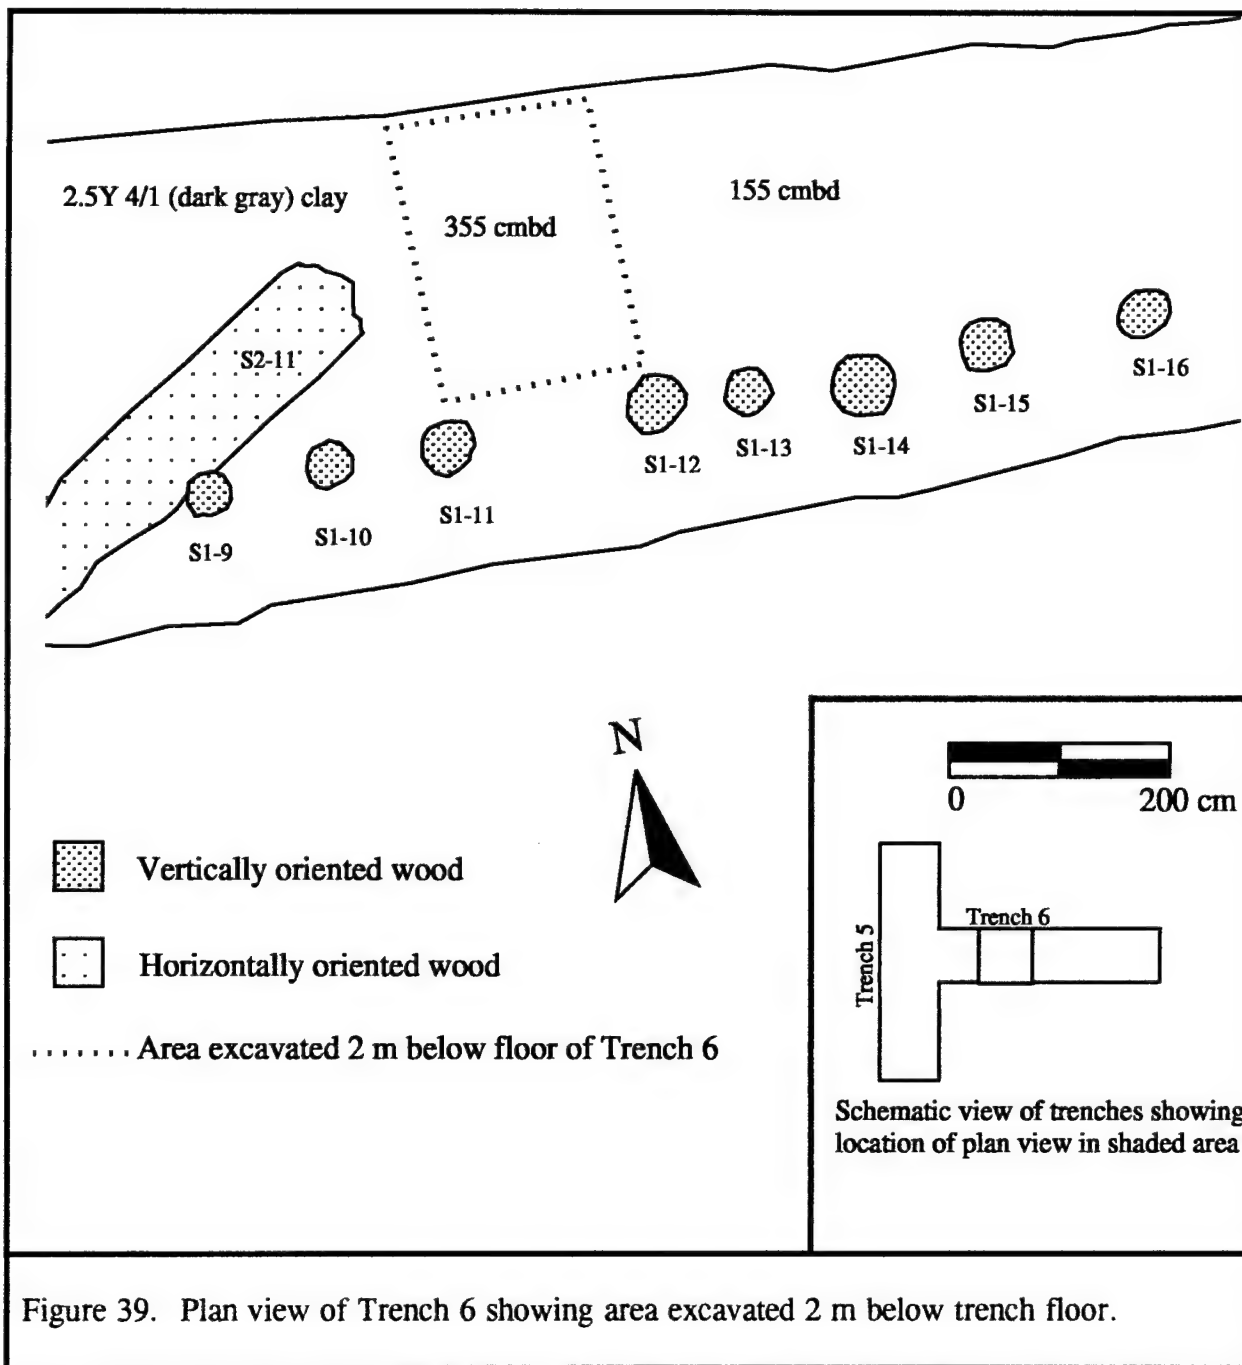 2.5Y 4/1 (dark gray) clay
355 cmbd
155 cmbd
S2-11
S1-9
S1-10
S1-11
S1-12
S1-13
S1-14
S1-15
S1-16
N
Vertically oriented wood
Horizontally oriented wood
Area excavated 2 m below floor of Trench 6
0 200 cm
Trench 5
Trench 6
Schematic view of trenches showing
location of plan view in shaded area
Figure 39. Plan view of Trench 6 showing area excavated 2 m below trench floor.